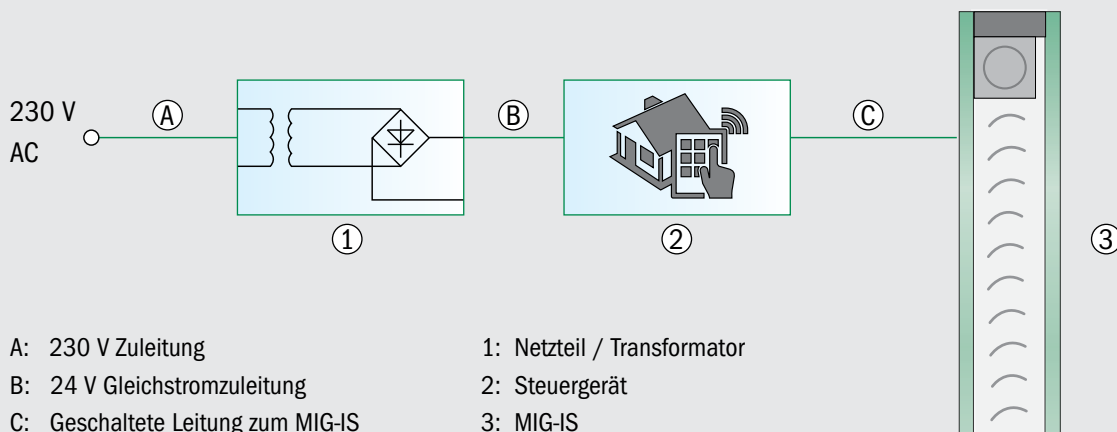 230 V
AC
A
B
C
1
2
3
A: 230 V Zuleitung
B: 24 V Gleichstromzuleitung
C: Geschaltete Leitung zum MIG-IS
1: Netzteil / Transformator
2: Steuergerät
3: MIG-IS